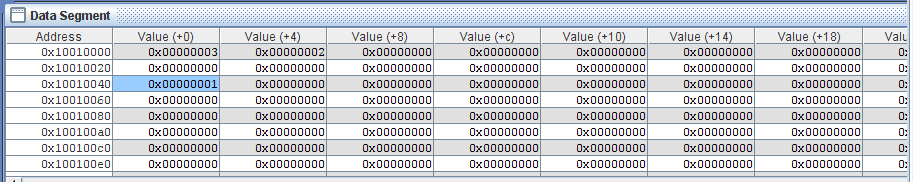 Data Segment
Address Value (+0) Value (+4) Value (+8) Value (+c) Value (+10) Value (+14) Value (+18)
0x10010000 0x00000003 0x00000002 0x00000000 0x00000000 0x00000000 0x00000000 0x00000000
0x10010020 0x00000000 0x00000000 0x00000000 0x00000000 0x00000000 0x00000000 0x00000000
0x10010040 0x00000001 0x00000000 0x00000000 0x00000000 0x00000000 0x00000000 0x00000000
0x10010060 0x00000000 0x00000000 0x00000000 0x00000000 0x00000000 0x00000000 0x00000000
0x10010080 0x00000000 0x00000000 0x00000000 0x00000000 0x00000000 0x00000000 0x00000000
0x100100a0 0x00000000 0x00000000 0x00000000 0x00000000 0x00000000 0x00000000 0x00000000
0x100100c0 0x00000000 0x00000000 0x00000000 0x00000000 0x00000000 0x00000000 0x00000000
0x100100e0 0x00000000 0x00000000 0x00000000 0x00000000 0x00000000 0x00000000 0x00000000